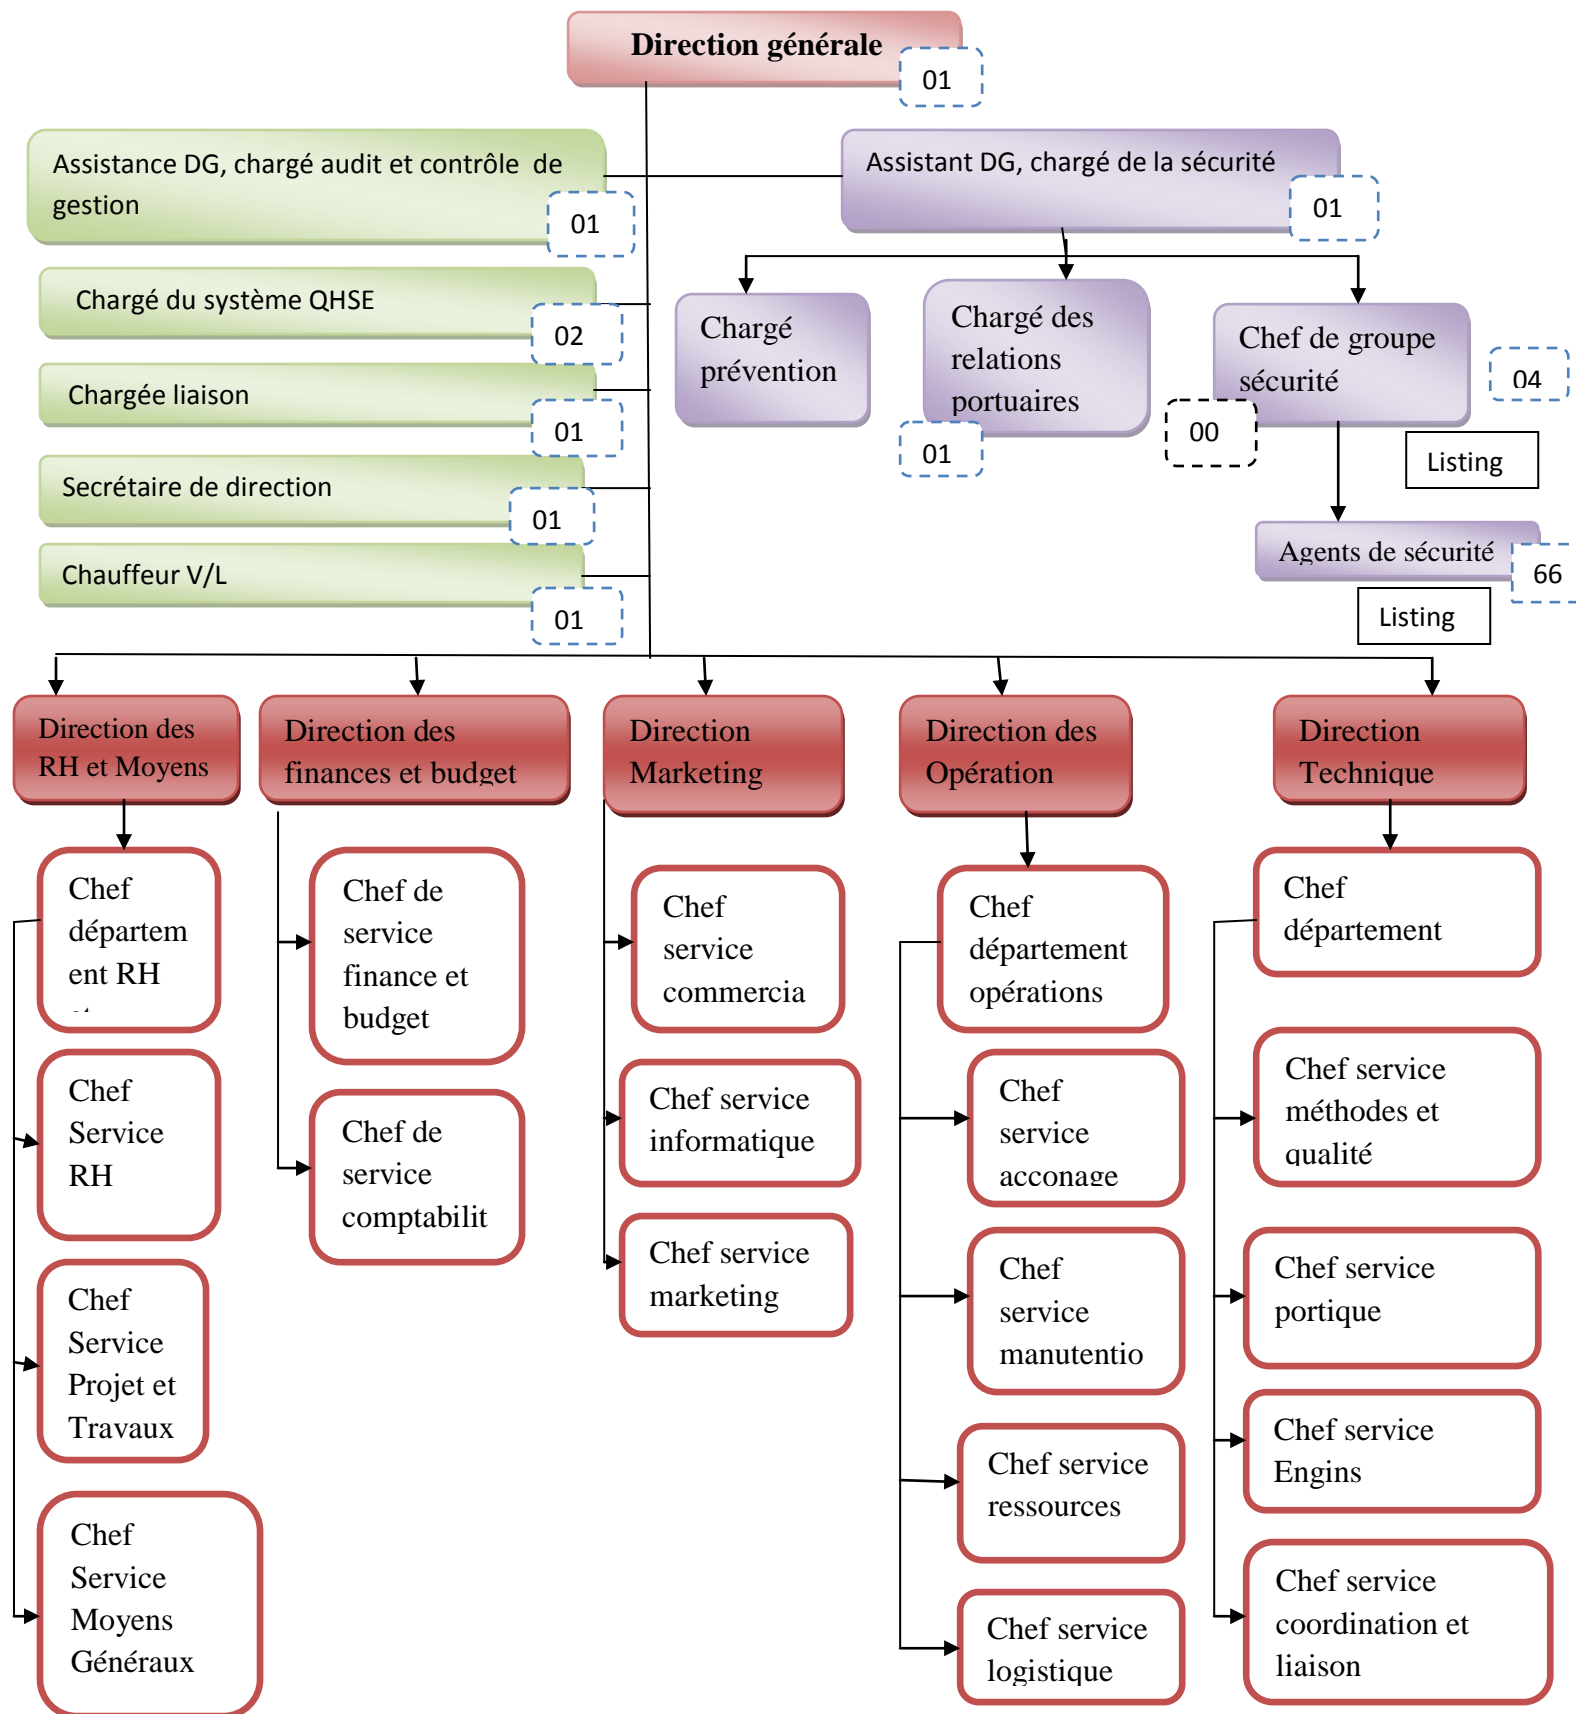 Direction générale
01
Assistance DG, chargé audit et contrôle de
gestion
01
Assistant DG, chargé de la sécurité
01
Chargé du système QHSE
02
Chargée liaison
01
Secrétaire de direction
01
Chauffeur V/L
01
Chargé
prévention
Chargé des
relations
portuaires
01
Chef de groupe
sécurité
00
04
Listing
Agents de sécurité
66
Listing
Direction des
RH et Moyens
Direction des
finances et budget
Direction
Marketing
Direction des
Opération
Direction
Technique
Chef
départem
ent RH
Chef
Service
RH
Chef
Service
Projet et
Travaux
Chef
Service
Moyens
Généraux
Chef de
service
finance et
budget
Chef de
service
comptabilit
Chef
service
commercia
Chef service
informatique
Chef service
marketing
Chef
département
opérations
Chef
service
acconage
Chef
service
manutentio
Chef service
ressources
Chef service
logistique
Chef
département
Chef service
méthodes et
qualité
Chef service
portique
Chef service
Engins
Chef service
coordination et
liaison